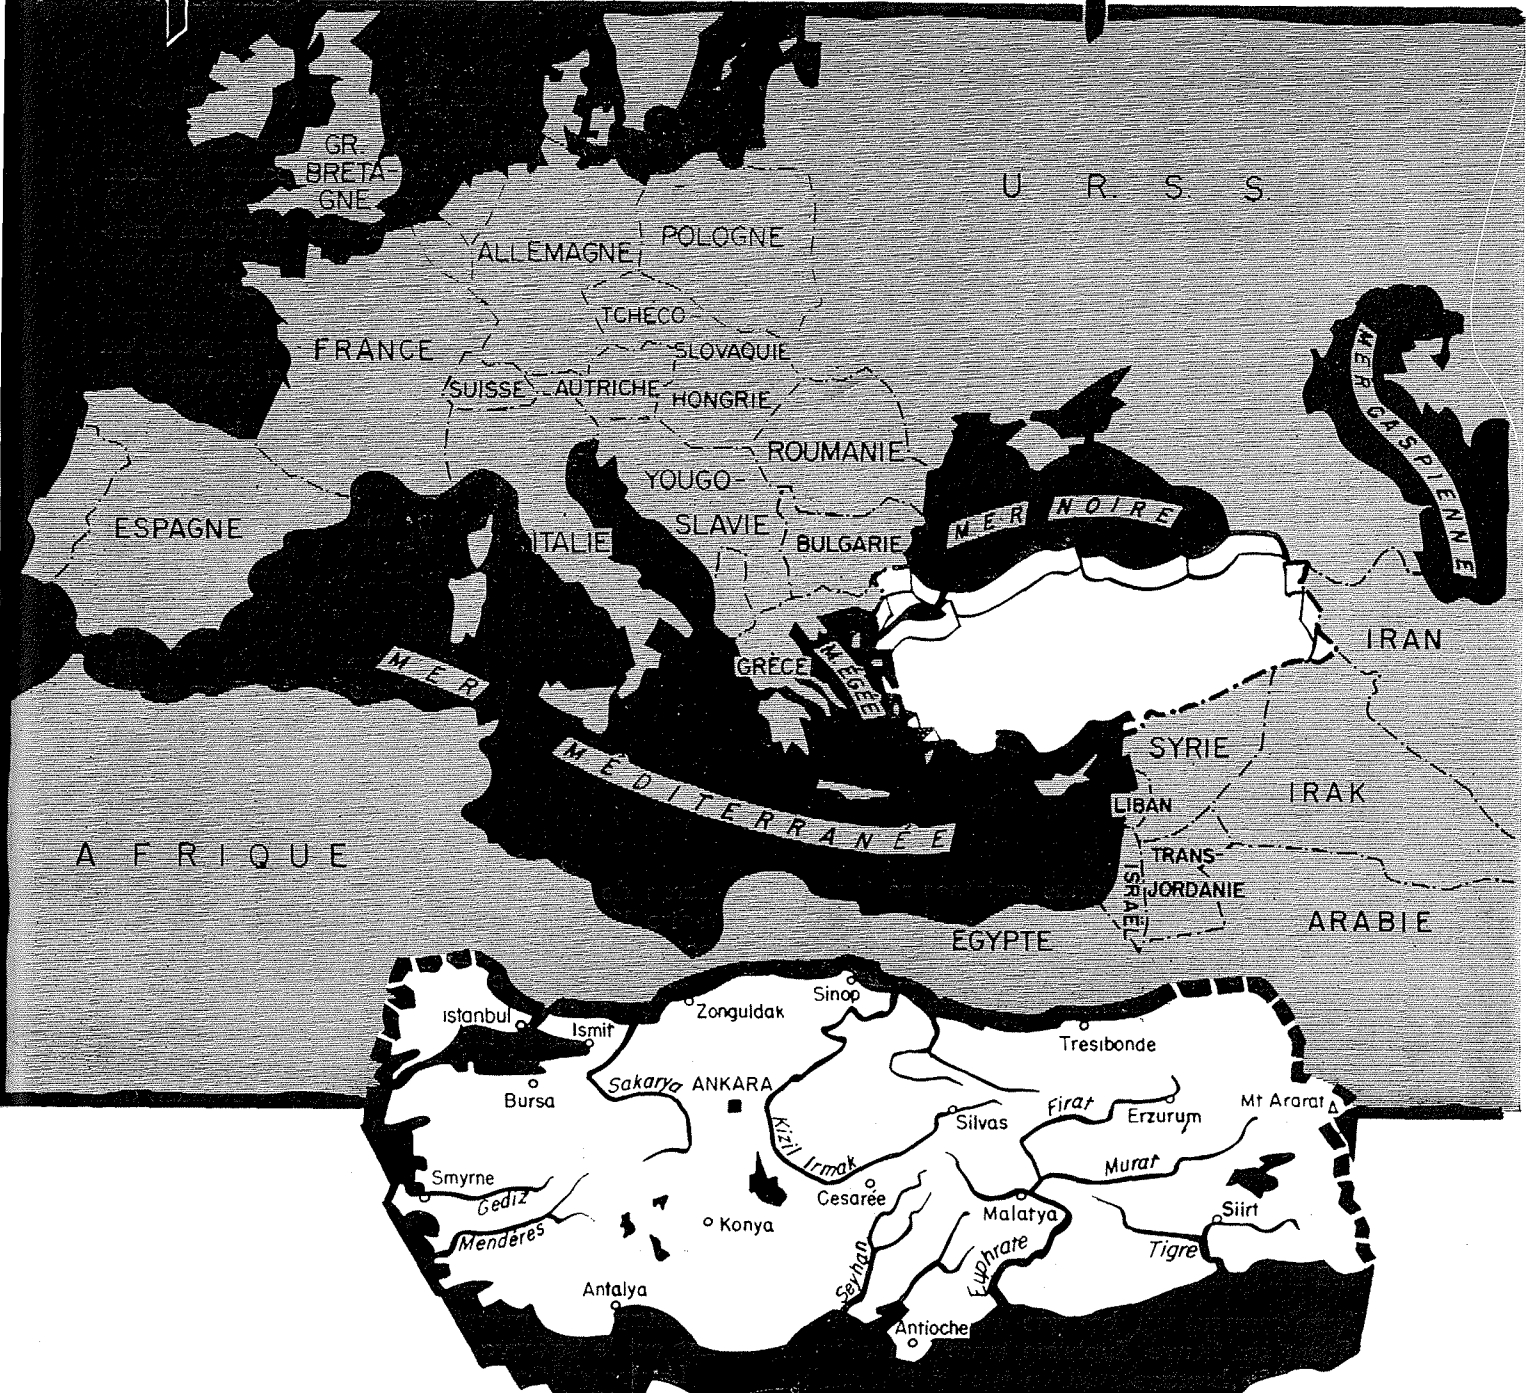 GR.
BRETA-
GNE
U. R. S. S.
ALLEMAGNE
POLOGNE
TCHECO
SLOVAQUIE
FRANCE
SUISSE
AUTRICHE
HONGRIE
ROUMANIE
MER CASPIENNE
YOUGO-
SLAVIE
ESPAGNE
ITALIE
BULGARIE
MER NOIRE
IRAN
GRÈCE
M. ÉGÉE
MER
MÉDITERRANÉE
SYRIE
IRAK
LIBAN
AFRIQUE
TRANS-
JORDANIE
ISRAËL
ARABIE
EGYPTE
Istanbul
Ismit
Zonguldak
Sinop
Tresibonde
Bursa
Sakarya
ANKARA
Kizil Irmak
Silvas
Firat
Erzurum
Mt Ararat
Smyrne
Gediz
Mendéres
Konya
Cesarée
Murat
Malatya
Siirt
Seyhan
Euphrate
Tigre
Antalya
Antioche